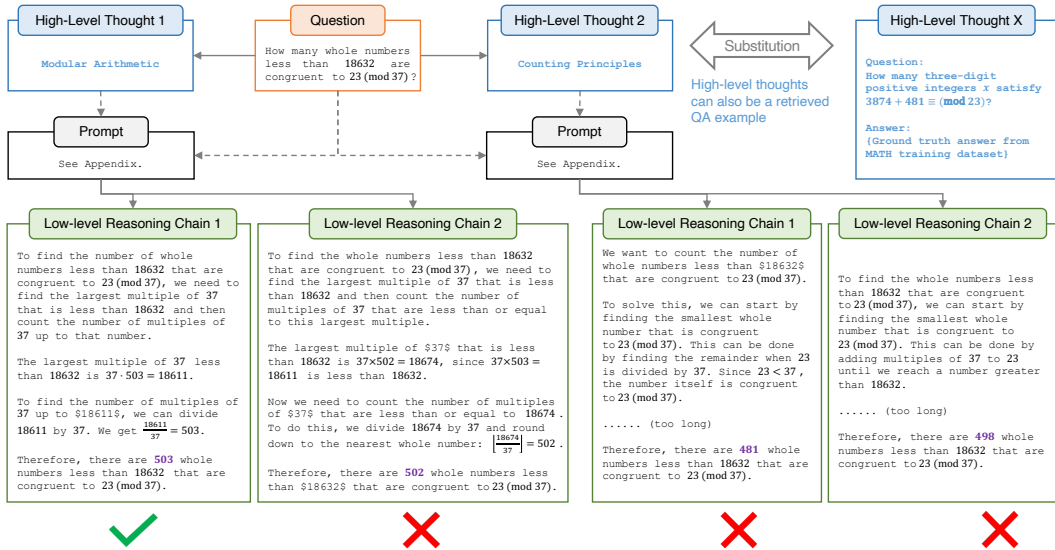 High-Level Thought 1
Modular Arithmetic
Question
How many whole numbers
less than 18632 are
congruent to 23 (mod 37) ?
High-Level Thought 2
Counting Principles
Substitution
High-level thoughts
can also be a retrieved
QA example
High-Level Thought X
Question:
How many three-digit
positive integers x satisfy
3874 + 481 ≡ (mod 23)?
Answer:
{Ground truth answer from
MATH training dataset}
Prompt
See Appendix.
Prompt
See Appendix.
Low-level Reasoning Chain 1
To find the number of whole
numbers less than 18632 that are
congruent to 23 (mod 37), we need to
find the largest multiple of 37
that is less than 18632 and then
count the number of multiples of
37 up to that number.
The largest multiple of 37 less
than 18632 is 37 · 503 = 18611.
To find the number of multiples of
37 up to $18611$, we can divide
18611 by 37. We get 18611/37 = 503.
Therefore, there are 503 whole
numbers less than 18632 that are
congruent to 23 (mod 37).
Low-level Reasoning Chain 2
To find the whole numbers less than 18632
that are congruent to 23 (mod 37) , we need to
find the largest multiple of 37 that is less
than 18632 and then count the number of
multiples of 37 that are less than or equal
to this largest multiple.
The largest multiple of $37$ that is less
than 18632 is 37×502 = 18674, since 37×503 =
18611 is less than 18632.
Now we need to count the number of multiples
of $37$ that are less than or equal to 18674 .
To do this, we divide 18674 by 37 and round
down to the nearest whole number: ⌊18674/37⌋ = 502 .
Therefore, there are 502 whole numbers less
than $18632$ that are congruent to 23 (mod 37).
Low-level Reasoning Chain 1
We want to count the number of
whole numbers less than $18632$
that are congruent to 23 (mod 37).
To solve this, we can start by
finding the smallest whole
number that is congruent
to 23 (mod 37). This can be done
by finding the remainder when 23
is divided by 37. Since 23 < 37 ,
the number itself is congruent
to 23 (mod 37).
...... (too long)
Therefore, there are 481 whole
numbers less than 18632 that are
congruent to 23 (mod 37).
Low-level Reasoning Chain 2
To find the whole numbers less
than 18632 that are congruent
to 23 (mod 37), we can start by
finding the smallest whole
number that is congruent to
23 (mod 37). This can be done by
adding multiples of 37 to 23
until we reach a number greater
than 18632.
...... (too long)
Therefore, there are 498 whole
numbers less than 18632 that are
congruent to 23 (mod 37).